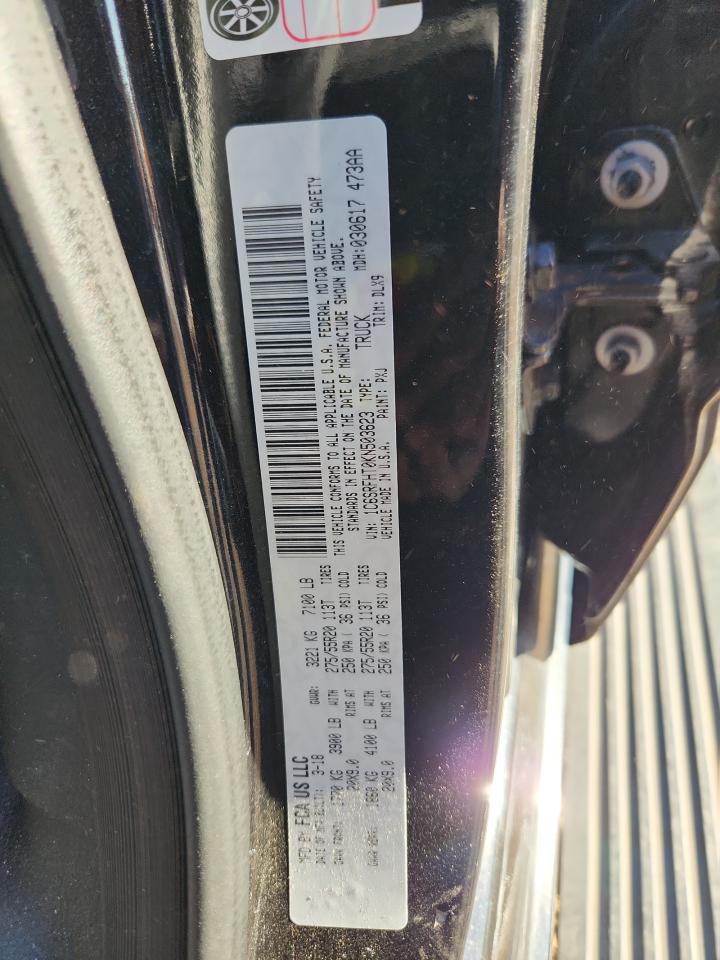 MFD BY FCA US LLC
DATE OF MFR 3-18 GVWR: 3221 KG 7100 LB
GAWR FRONT: 1770 KG 3900 LB WITH 275/55R20 113T TIRES
20X9.0 RIMS AT 250 KPA ( 36 PSI) COLD
GAWR 1860 KG 4100 LB WITH 275/55R20 113T TIRES
20X9.0 RIMS AT 250 KPA ( 36 PSI) COLD
THIS VEHICLE CONFORMS TO ALL APPLICABLE U.S.A. FEDERAL MOTOR VEHICLE SAFETY
STANDARDS IN EFFECT ON THE DATE OF MANUFACTURE SHOWN ABOVE.
VIN: 1C6SRFHT0KN503623 TYPE: TRUCK MDH:030617 473AA
VEHICLE MADE IN U.S.A. PAINT: PXJ TRIM: DLX9